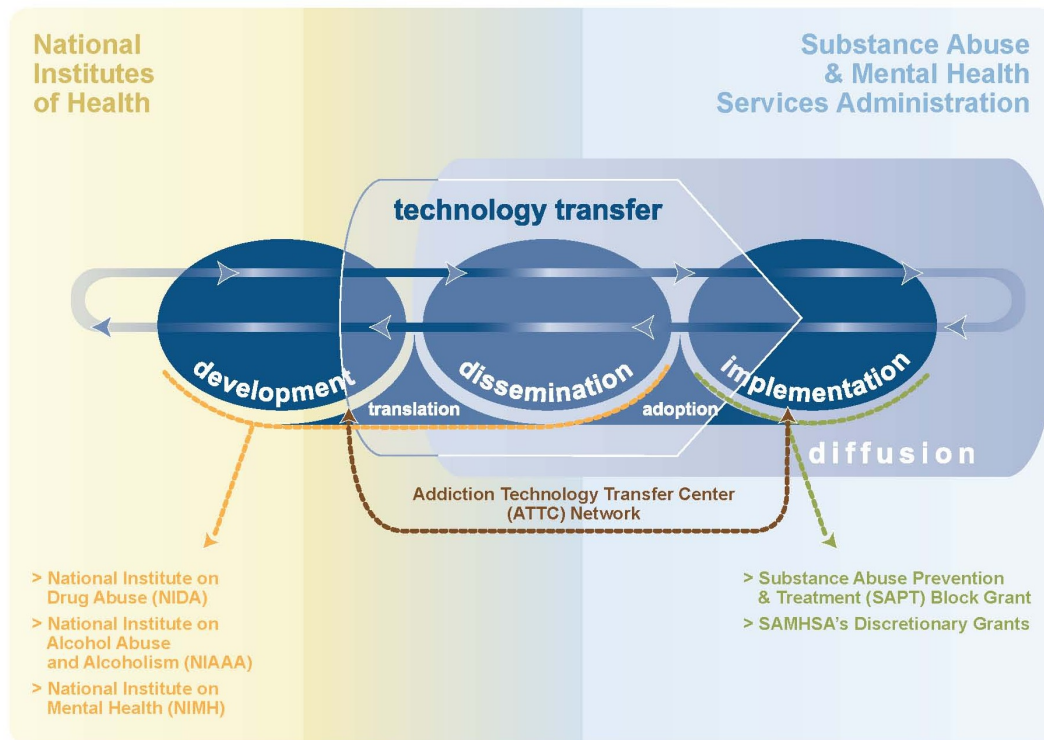 National
Institutes
of Health
Substance Abuse
& Mental Health
Services Administration
technology transfer
development
dissemination
implementation
translation
adoption
diffusion
Addiction Technology Transfer Center
(ATTC) Network
> National Institute on
Drug Abuse (NIDA)
> National Institute on
Alcohol Abuse
and Alcoholism (NIAAA)
> National Institute on
Mental Health (NIMH)
> Substance Abuse Prevention
& Treatment (SAPT) Block Grant
> SAMHSA's Discretionary Grants